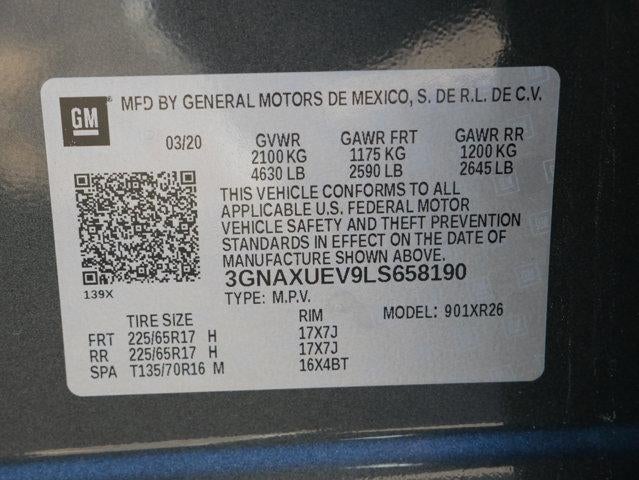 GM
MFD BY GENERAL MOTORS DE MEXICO, S. DE R.L. DE C.V.
03/20 GVWR GAWR FRT GAWR RR
2100 KG 1175 KG 1200 KG
4630 LB 2590 LB 2645 LB
THIS VEHICLE CONFORMS TO ALL
APPLICABLE U.S. FEDERAL MOTOR
VEHICLE SAFETY AND THEFT PREVENTION
STANDARDS IN EFFECT ON THE DATE OF
MANUFACTURE SHOWN ABOVE.
3GNAXUEV9LS658190
139X
TYPE: M.P.V. MODEL: 901XR26
TIRE SIZE RIM
FRT 225/65R17 H 17X7J
RR 225/65R17 H 17X7J
SPA T135/70R16 M 16X4BT